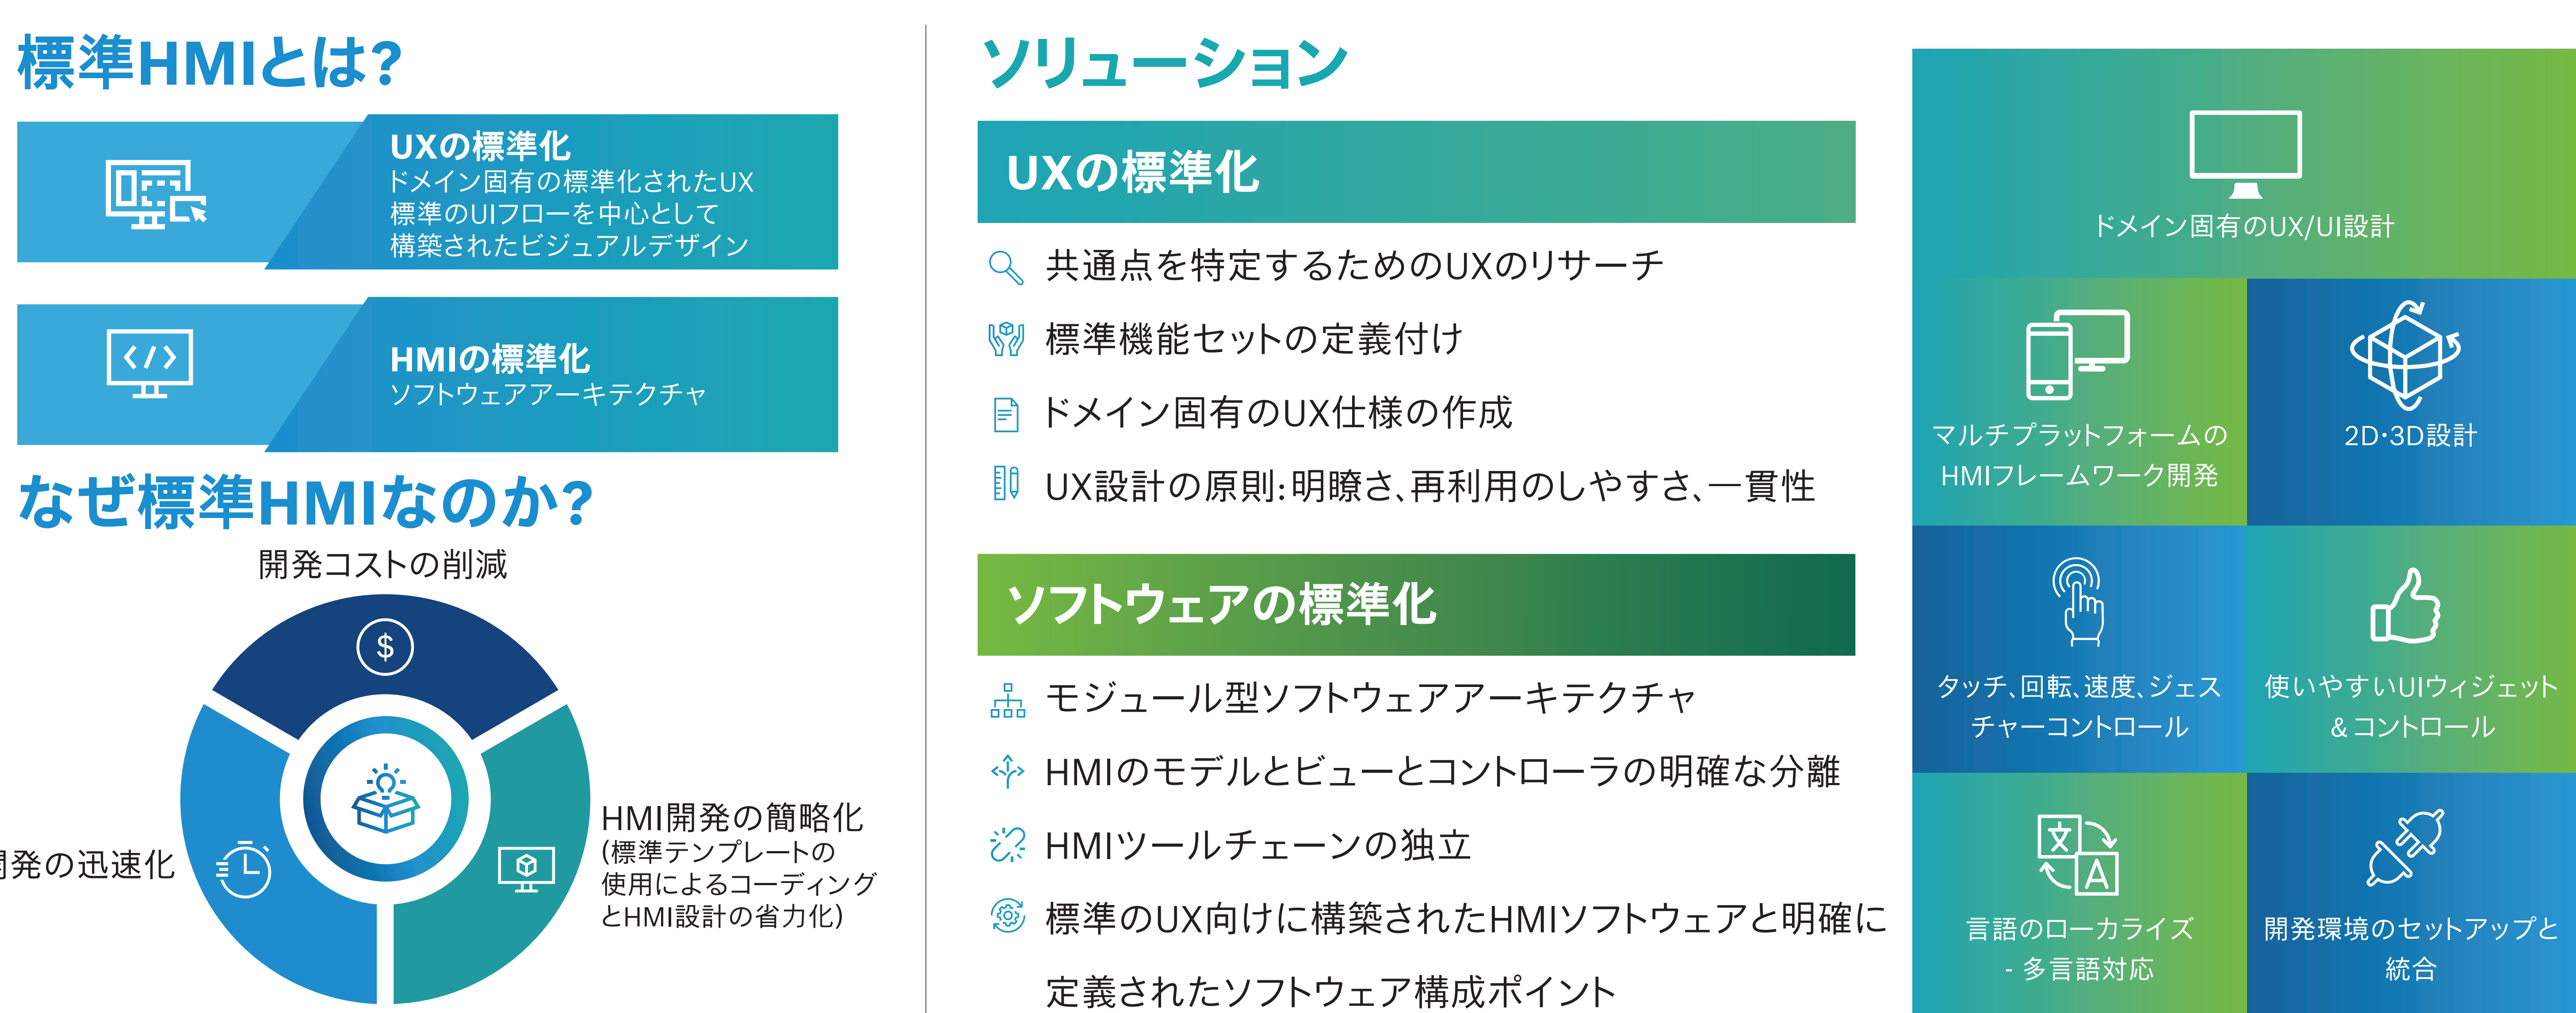 標準HMIとは?
UXの標準化
ドメイン固有の標準化されたUX
標準のUIフローを中心として
構築されたビジュアルデザイン
HMIの標準化
ソフトウェアアーキテクチャ
なぜ標準HMIなのか?
開発コストの削減
$
発の迅速化
HMI開発の簡略化
(標準テンプレートの
使用によるコーディング
とHMI設計の省力化)
ソリューション
UXの標準化
共通点を特定するためのUXのリサーチ
標準機能セットの定義付け
ドメイン固有のUX仕様の作成
UX設計の原則:明瞭さ、再利用のしやすさ、一貫性
ソフトウェアの標準化
モジュール型ソフトウェアアーキテクチャ
HMIのモデルとビューとコントローラの明確な分離
HMIツールチェーンの独立
標準のUX向けに構築されたHMIソフトウェアと明確に
定義されたソフトウェア構成ポイント
ドメイン固有のUX/UI設計
マルチプラットフォームの
HMIフレームワーク開発
2D・3D設計
タッチ、回転、速度、ジェス
チャーコントロール
使いやすいUIウィジェット
&コントロール
文
A
言語のローカライズ
- 多言語対応
開発環境のセットアップと
統合